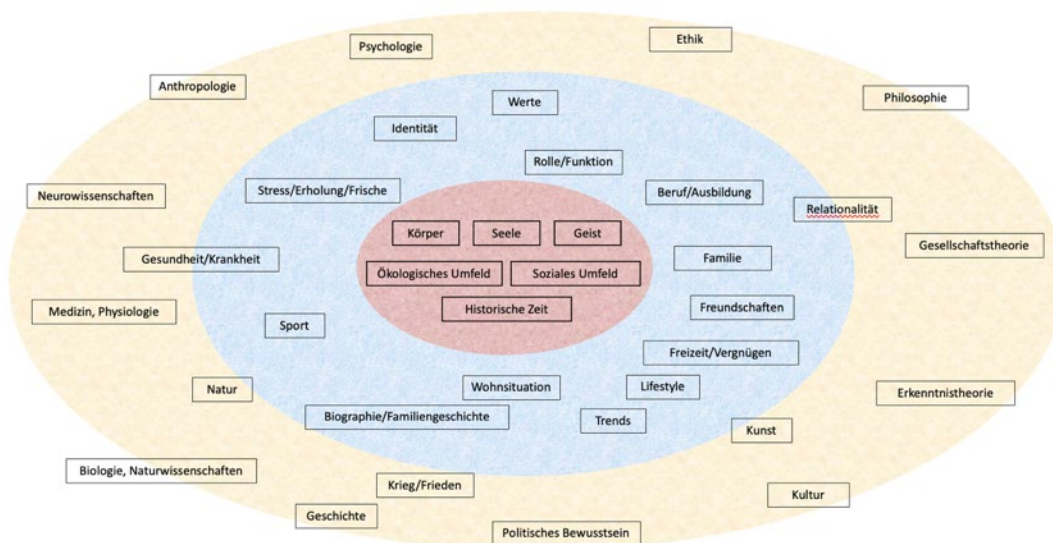 Psychologie
Ethik
Anthropologie
Philosophie
Werte
Identität
Rolle/Funktion
Neurowissenschaften
Stress/Erholung/Frische
Beruf/Ausbildung
Relationalität
Körper
Seele
Geist
Gesellschaftstheorie
Gesundheit/Krankheit
Familie
Ökologisches Umfeld
Soziales Umfeld
Medizin, Physiologie
Historische Zeit
Freundschaften
Sport
Freizeit/Vergnügen
Natur
Wohnsituation
Lifestyle
Erkenntnistheorie
Biographie/Familiengeschichte
Trends
Kunst
Biologie, Naturwissenschaften
Krieg/Frieden
Kultur
Geschichte
Politisches Bewusstsein